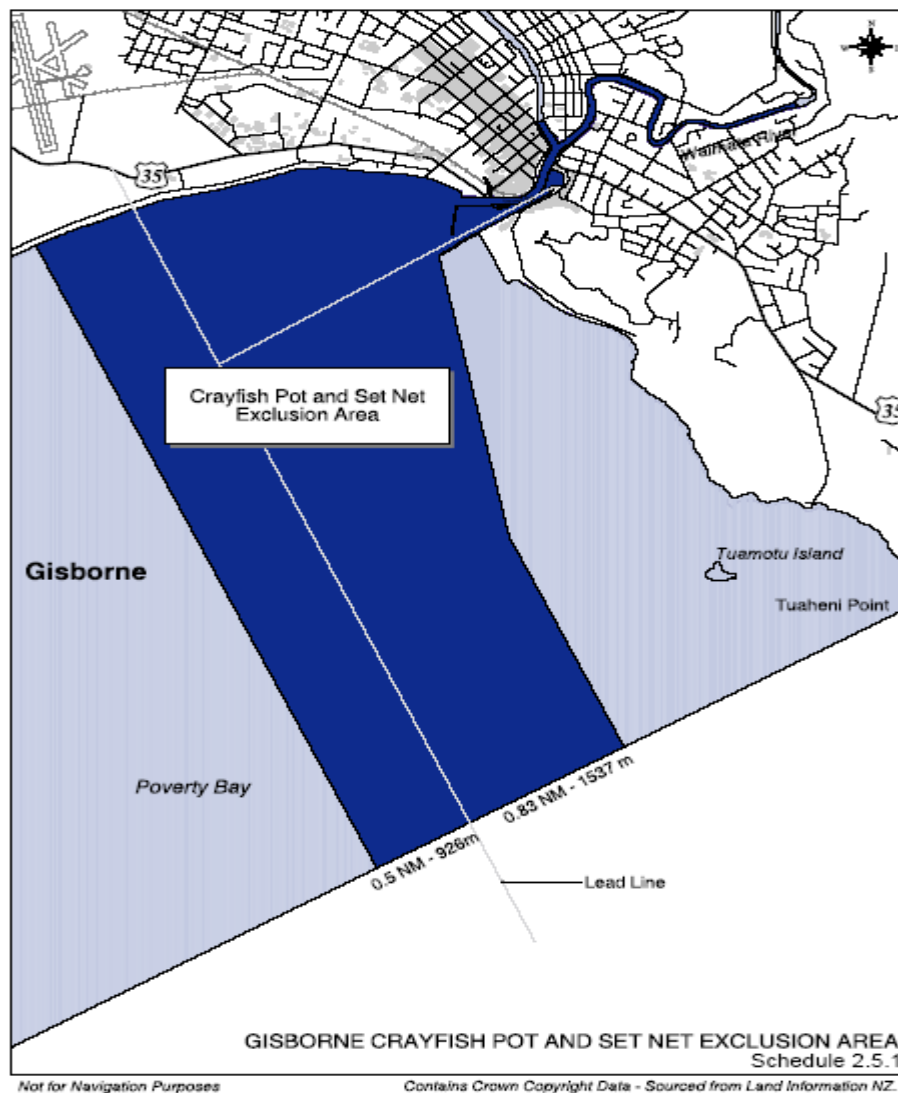 N
W
E
S
35
Waimata River
Crayfish Pot and Set Net
Exclusion Area
35
Gisborne
Tuamotu Island
Tuaheni Point
Poverty Bay
0.5 NM - 926m
0.83 NM - 1537 m
Lead Line
GISBORNE CRAYFISH POT AND SET NET EXCLUSION AREA
Schedule 2.5.1
Not for Navigation Purposes
Contains Crown Copyright Data - Sourced from Land Information NZ.